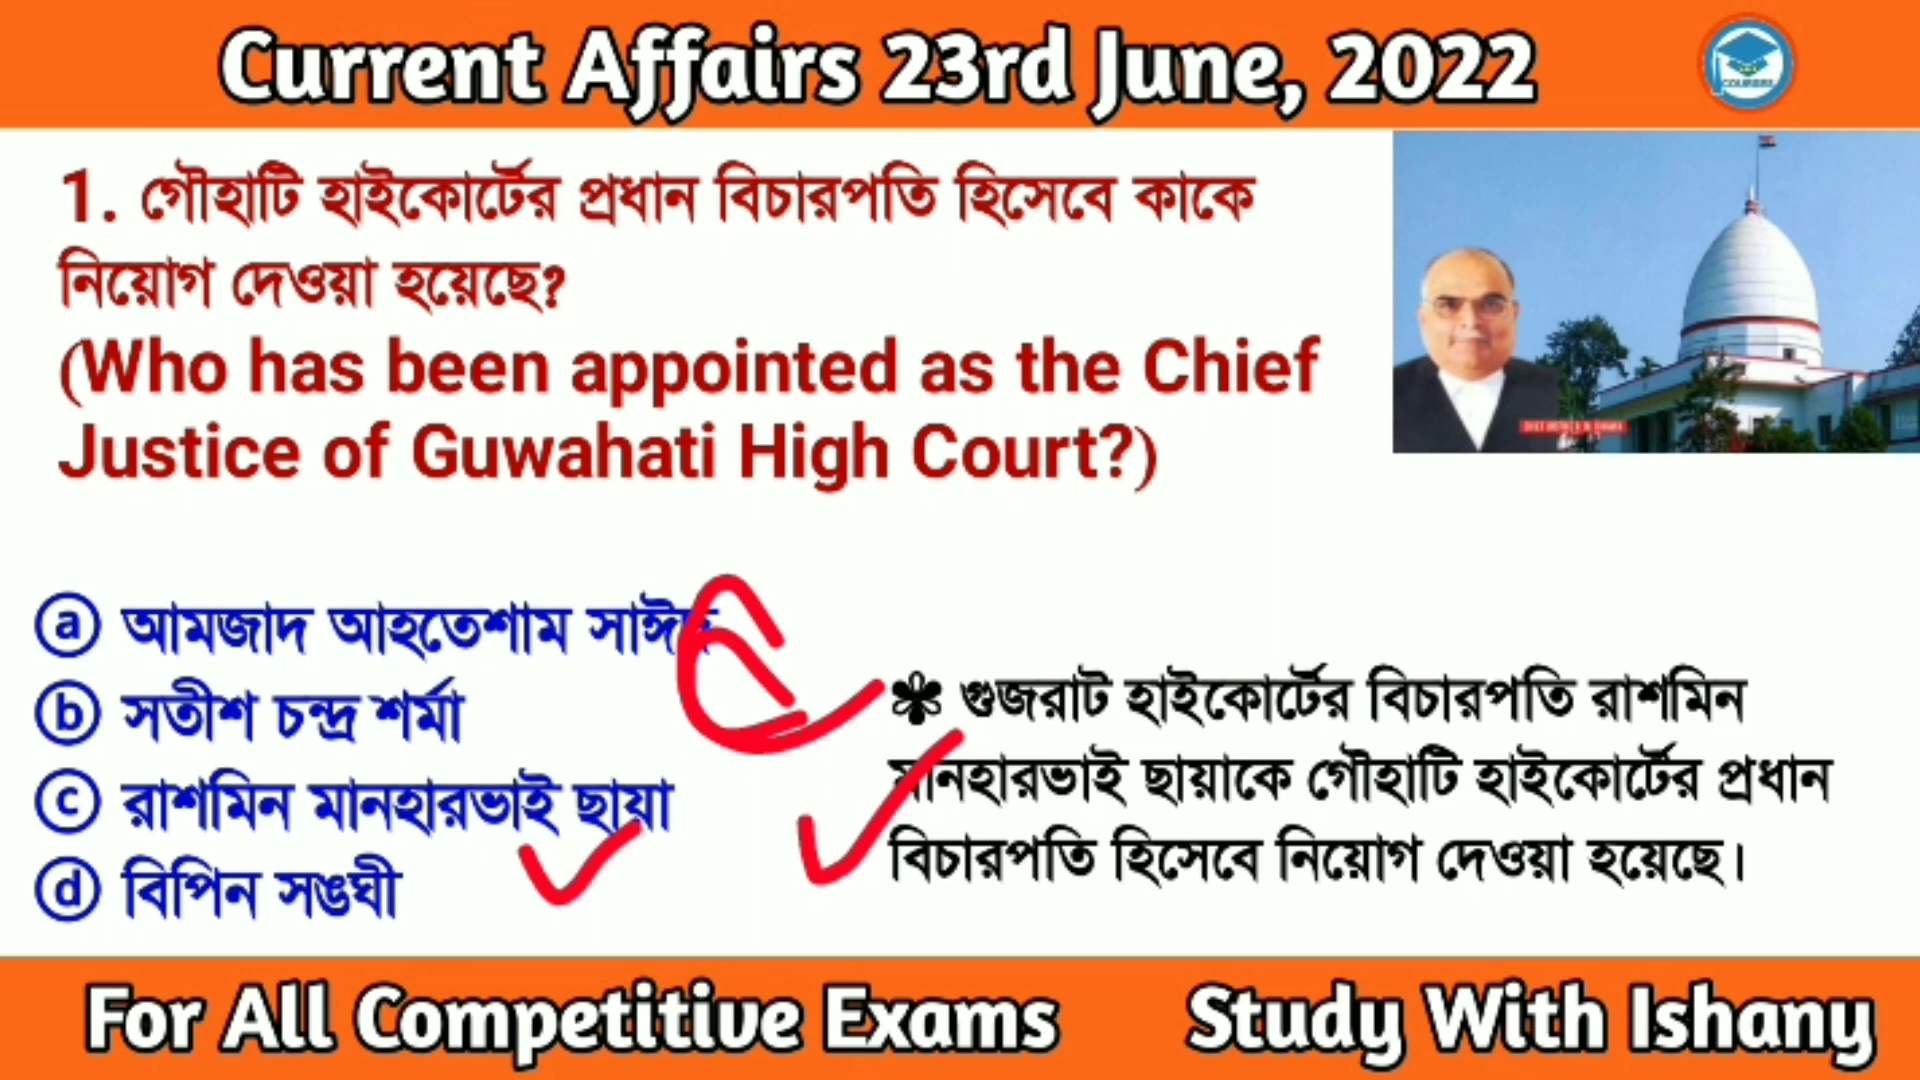 Current Affairs 23rd June, 2022
1. গৌহাটি হাইকোর্টের প্রধান বিচারপতি হিসেবে কাকে
নিয়োগ দেওয়া হয়েছে?
(Who has been appointed as the Chief
Justice of Guwahati High Court?)
ⓐ আমজাদ আহতেশাম সাঈদ
ⓑ সতীশ চন্দ্র শর্মা
ⓒ রাশমিন মানহারভাই ছায়া
ⓓ বিপিন সঙঘী
✽ গুজরাট হাইকোর্টের বিচারপতি রাশমিন
মানহারভাই ছায়াকে গৌহাটি হাইকোর্টের প্রধান
বিচারপতি হিসেবে নিয়োগ দেওয়া হয়েছে।
For All Competitive Exams
Study With Ishany